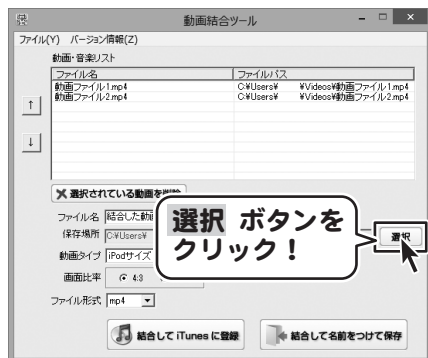 動画結合ツール
ファイル(Y) バージョン情報(Z)
動画・音楽リスト
ファイル名 ファイルパス
動画ファイル1.mp4 C:¥Users¥ ¥Videos¥動画ファイル1.mp4
動画ファイル2.mp4 C:¥Users¥ ¥Videos¥動画ファイル2.mp4
↑
↓
選択されている動画を削除
ファイル名 結合した動画
保存場所 C:¥Users¥
選択
選択 ボタンを
クリック！
動画タイプ iPodサイズ
画面比率 4:3
ファイル形式 mp4
結合して iTunes に登録 結合して名前をつけて保存